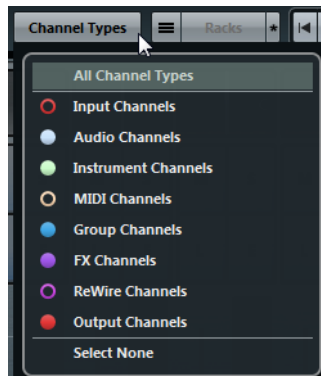 Channel Types Racks *
All Channel Types
Input Channels
Audio Channels
Instrument Channels
MIDI Channels
Group Channels
FX Channels
ReWire Channels
Output Channels
Select None